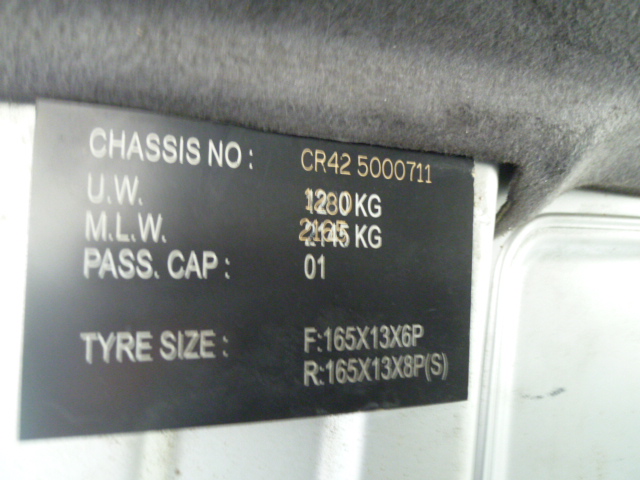 CHASSIS NO : CR42 5000711
U.W. KG
M.L.W. KG
PASS. CAP : 01
TYRE SIZE : F:165X13X6P
R:165X13X8P(S)